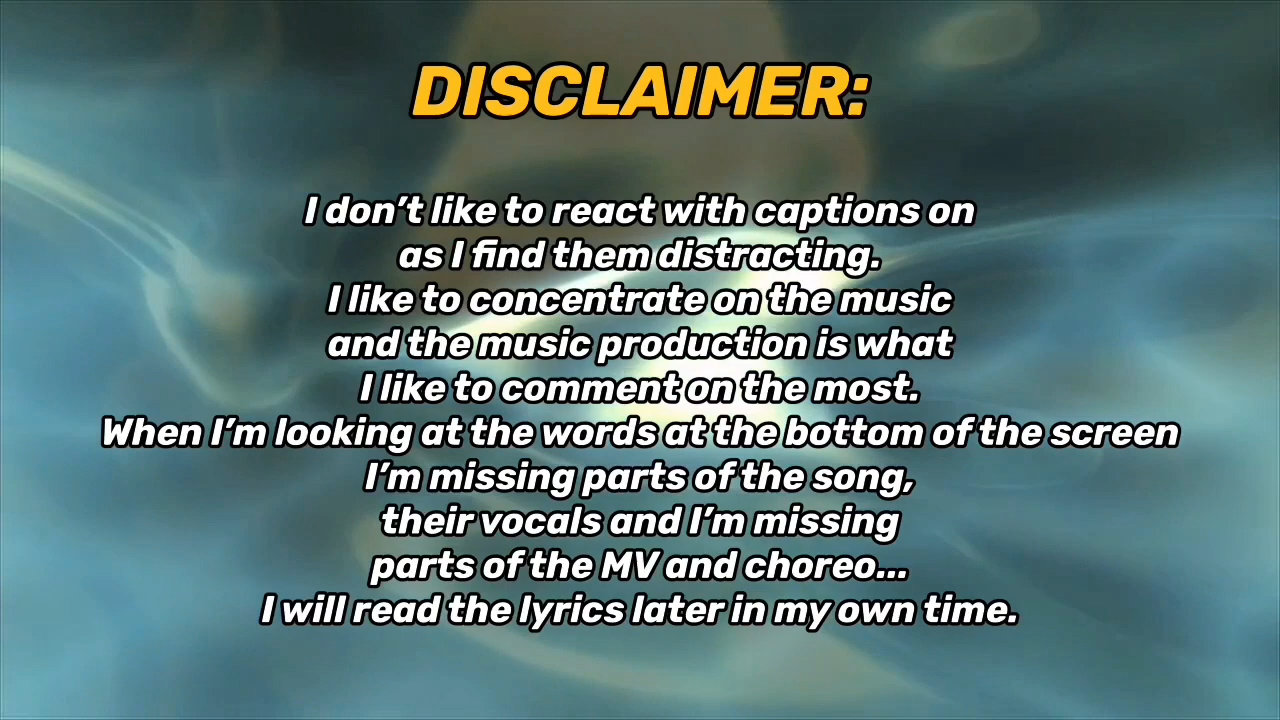 DISCLAIMER:
I don’t like to react with captions on
as I find them distracting.
I like to concentrate on the music
and the music production is what
I like to comment on the most.
When I’m looking at the words at the bottom of the screen
I’m missing parts of the song,
their vocals and I’m missing
parts of the MV and choreo...
I will read the lyrics later in my own time.